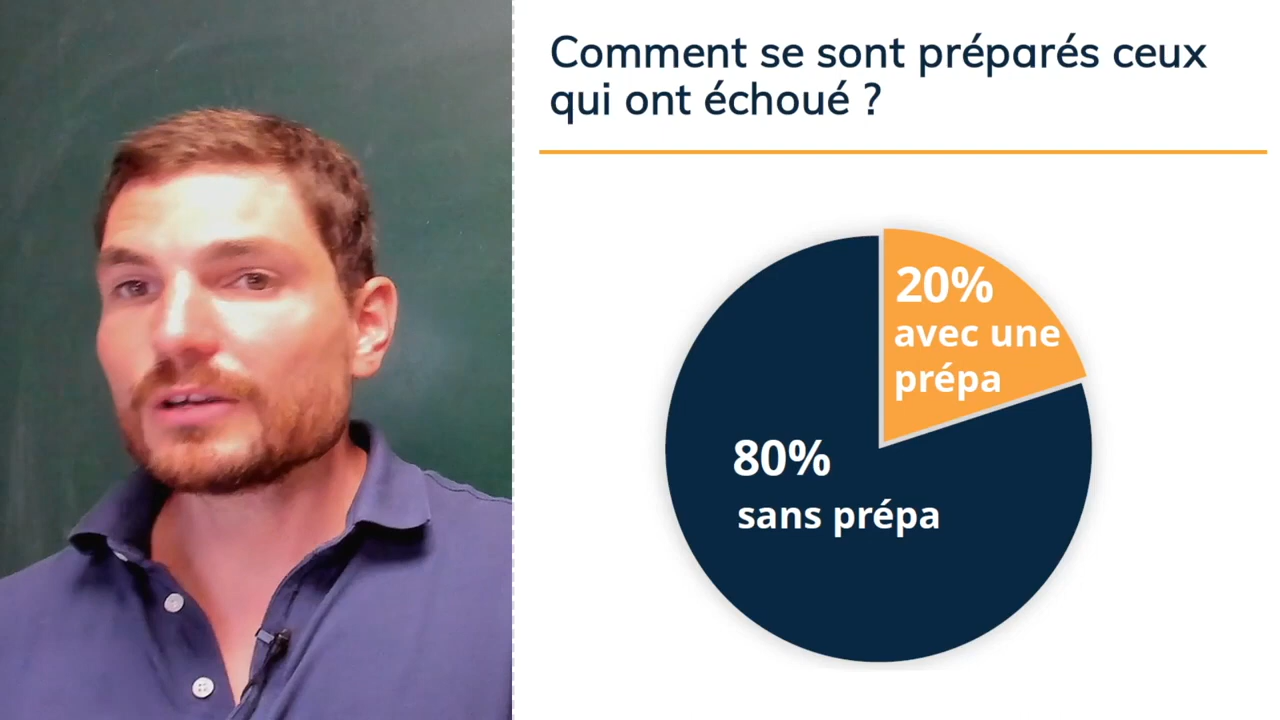 Comment se sont préparés ceux
qui ont échoué ?
20%
avec une
prépa
80%
sans prépa